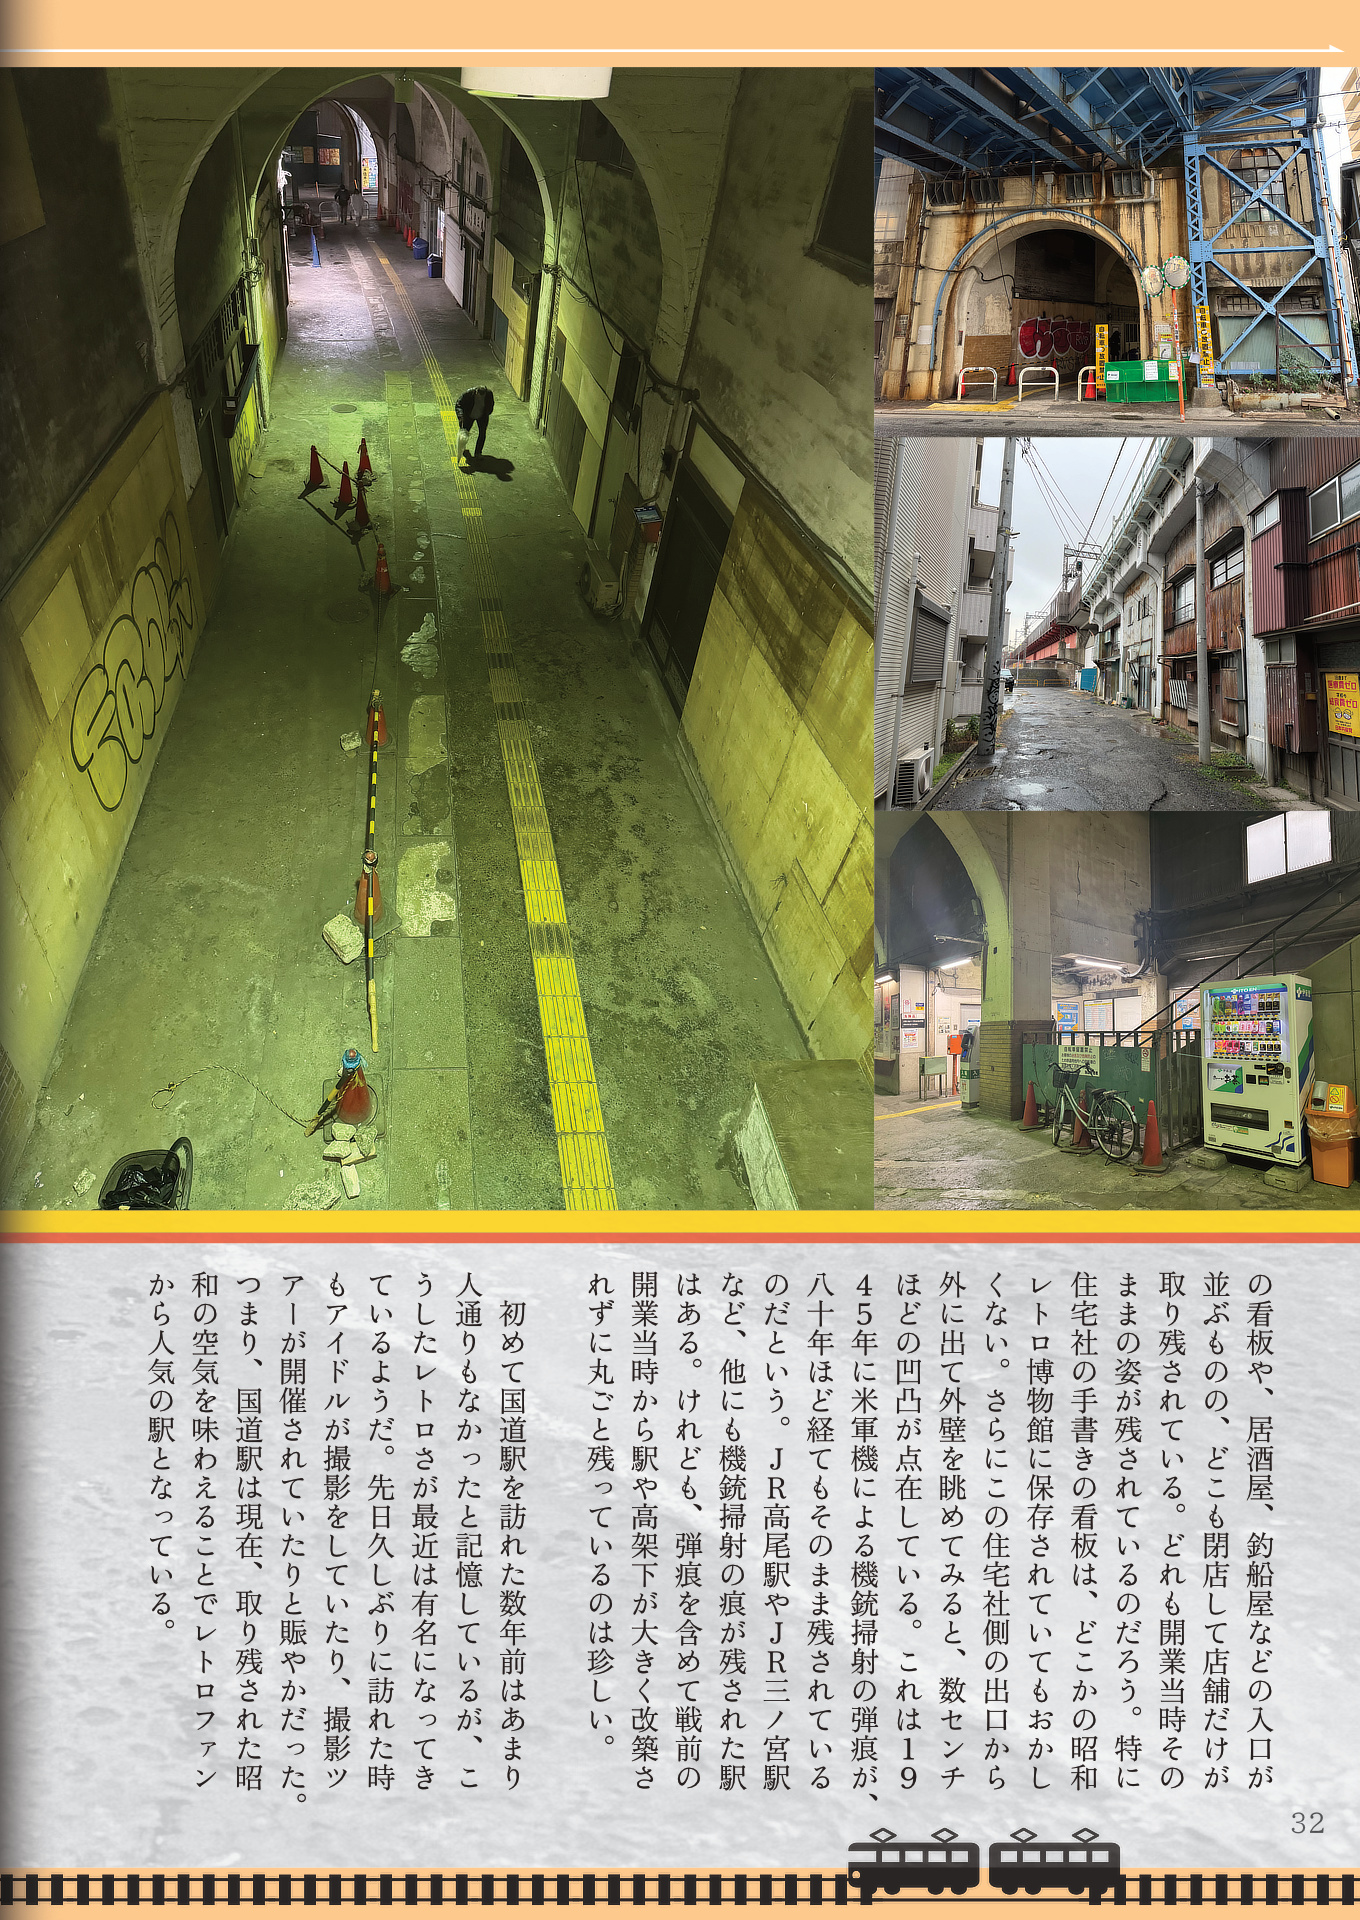 の看板や、居酒屋、釣船屋などの入口が
並ぶものの、どこも閉店して店舗だけが
取り残されている。どれも開業当時その
ままの姿が残されているのだろう。特に
住宅社の手書きの看板は、どこかの昭和
レトロ博物館に保存されていてもおかし
くない。さらにこの住宅社側の出口から
外に出て外壁を眺めてみると、数センチ
ほどの凹凸が点在している。これは19
45年に米軍機による機銃掃射の弾痕が、
八十年ほど経てもそのまま残されている
のだという。JR高尾駅やJR三ノ宮駅
など、他にも機銃掃射の痕が残された駅
はある。けれども、弾痕を含めて戦前の
開業当時から駅や高架下が大きく改築さ
れずに丸ごと残っているのは珍しい。
初めて国道駅を訪れた数年前はあまり
人通りもなかったと記憶しているが、こ
うしたレトロさが最近は有名になってき
ているようだ。先日久しぶりに訪れた時
もアイドルが撮影をしていたり、撮影ツ
アーが開催されていたりと賑やかだった。
つまり、国道駅は現在、取り残された昭
和の空気を味わえることでレトロファン
から人気の駅となっている。
32